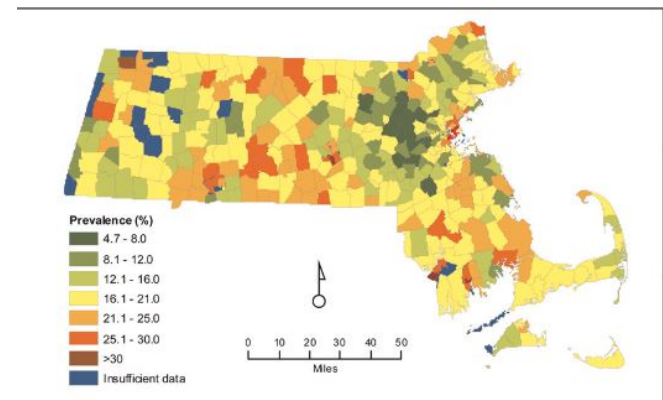 Prevalence (%)
4.7 - 8.0
8.1 - 12.0
12.1 - 16.0
16.1 - 21.0
21.1 - 25.0
25.1 - 30.0
>30
Insufficient data
0 10 20 30 40 50
Miles